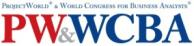 PROJECTWORLD® & WORLD CONGRESS FOR BUSINESS ANALYSTS®
PW&WCBA